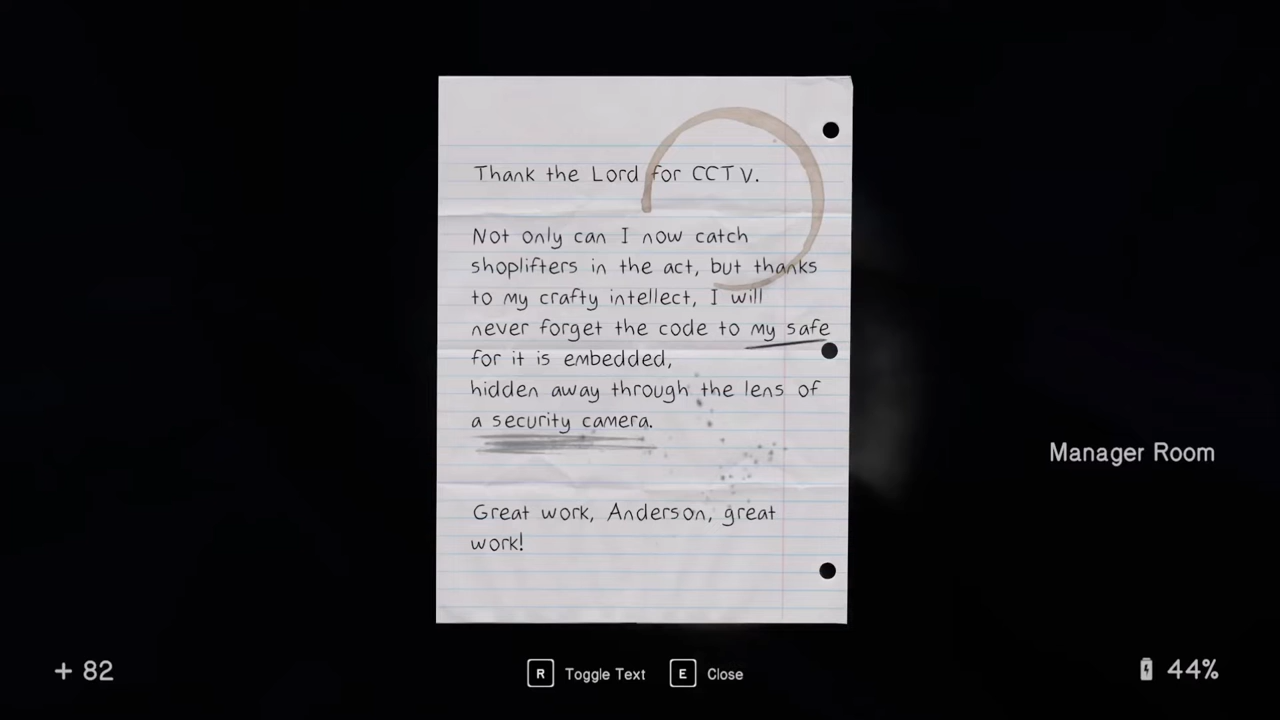 Thank the Lord for CCTV.
Not only can I now catch
shoplifters in the act, but thanks
to my crafty intellect, I will
never forget the code to my safe
for it is embedded,
hidden away through the lens of
a security camera.
Great work, Anderson, great
work!
Manager Room
+ 82
R Toggle Text E Close
44%